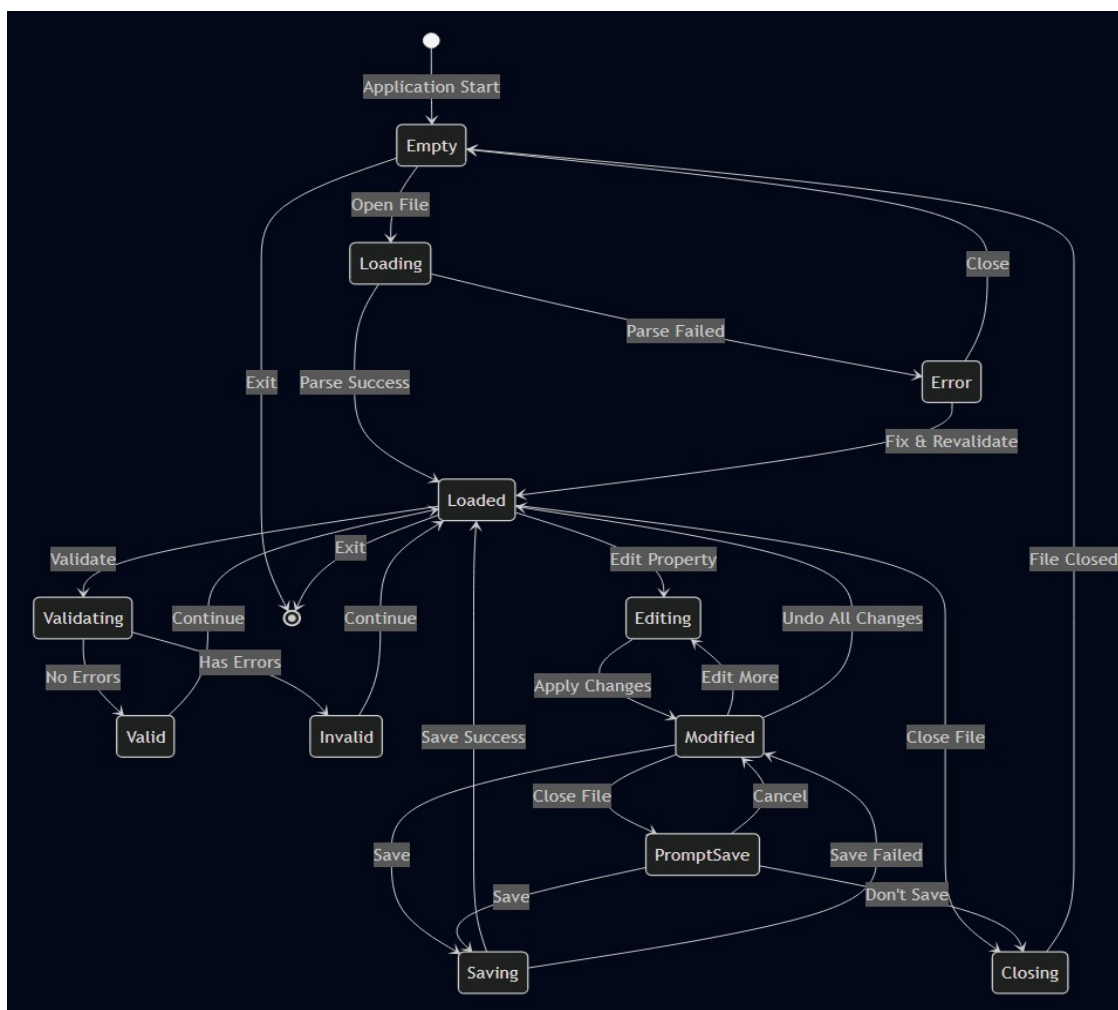 Application Start
Empty
Open File
Loading
Close
Parse Failed
Exit
Parse Success
Error
Fix & Revalidate
Loaded
Exit
Validate
Edit Property
File Closed
Validating
Continue
Continue
Editing
Undo All Changes
Has Errors
No Errors
Apply Changes
Edit More
Valid
Invalid
Save Success
Modified
Close File
Close File
Cancel
Save
PromptSave
Save Failed
Save
Don't Save
Saving
Closing